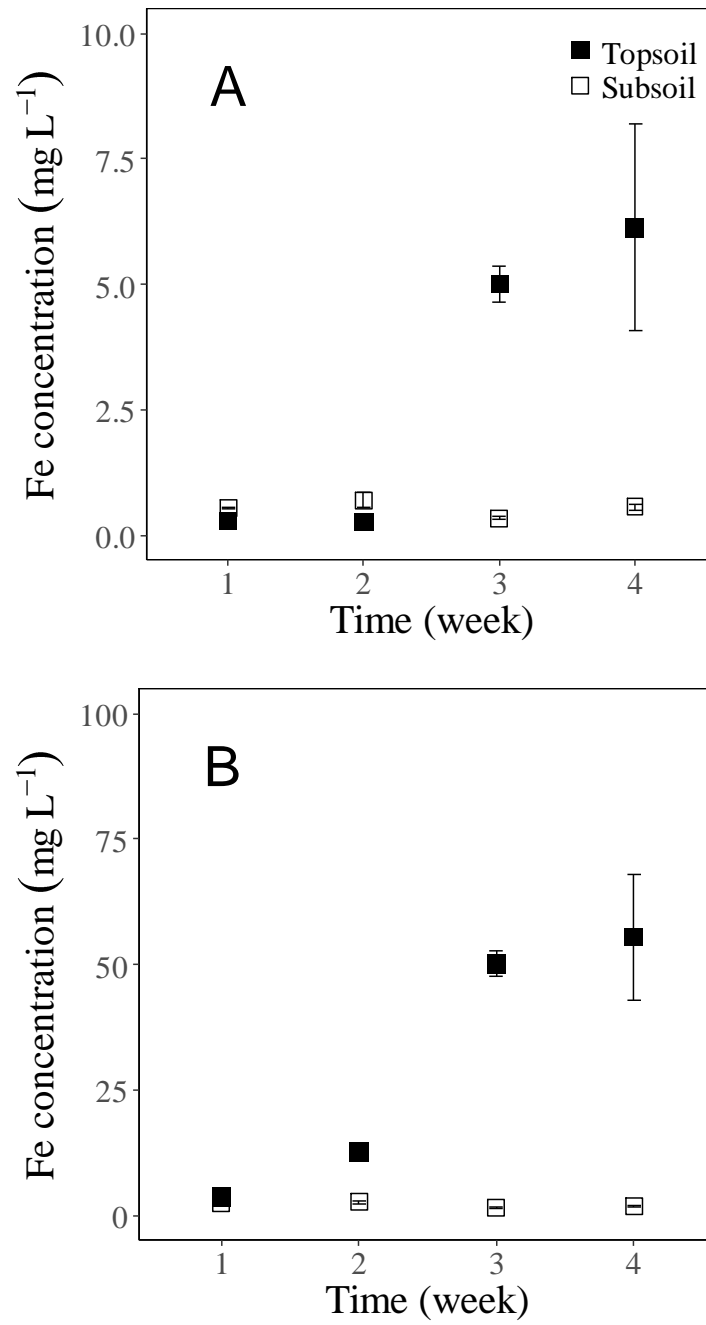 10.0
A
Topsoil
Subsoil
7.5
5.0
2.5
0.0
Fe concentration (mg L⁻¹)
1 2 3 4
Time (week)
100
B
75
50
25
0
Fe concentration (mg L⁻¹)
1 2 3 4
Time (week)